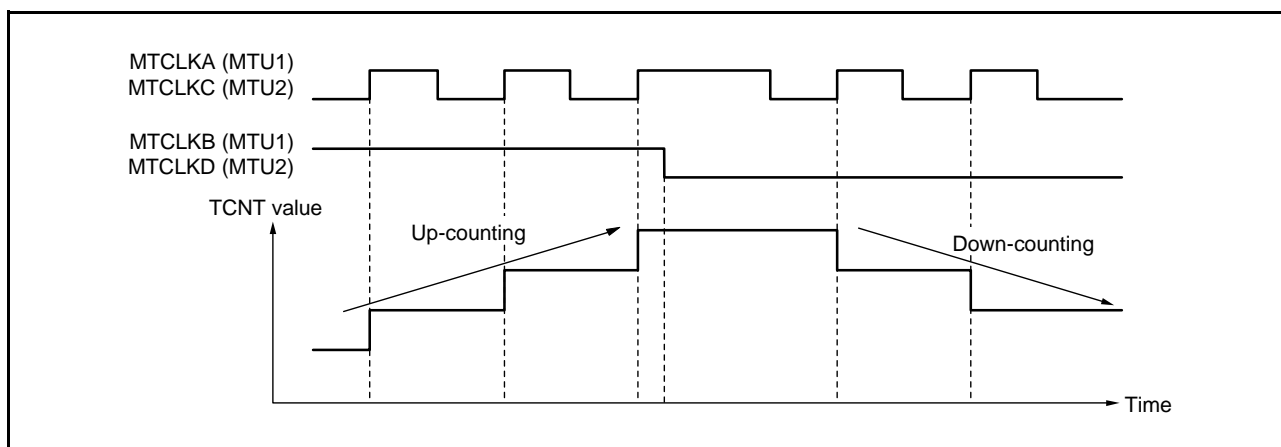 MTCLKA (MTU1)
MTCLKC (MTU2)
MTCLKB (MTU1)
MTCLKD (MTU2)
TCNT value
Up-counting
Down-counting
Time